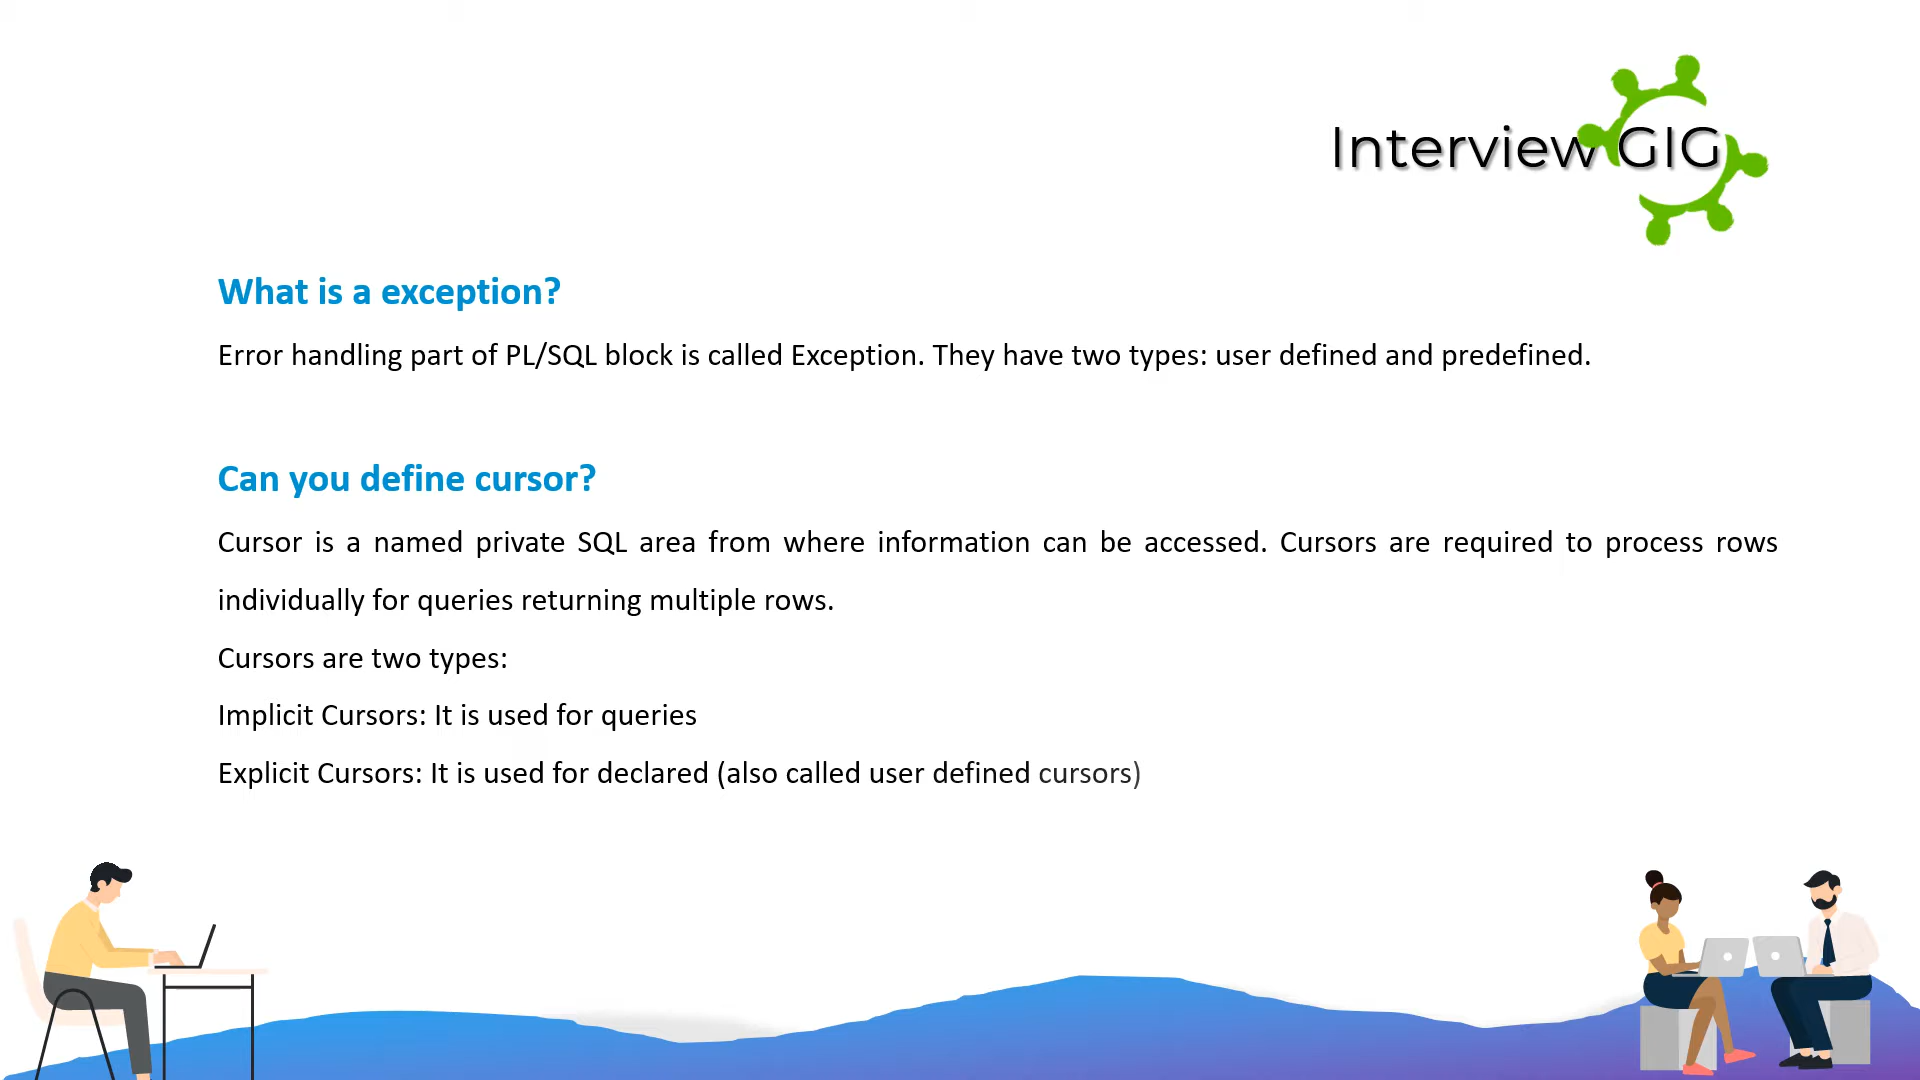 Interview GIG
What is a exception?
Error handling part of PL/SQL block is called Exception. They have two types: user defined and predefined.
Can you define cursor?
Cursor is a named private SQL area from where information can be accessed. Cursors are required to process rows
individually for queries returning multiple rows.
Cursors are two types:
Implicit Cursors: It is used for queries
Explicit Cursors: It is used for declared (also called user defined cursors)